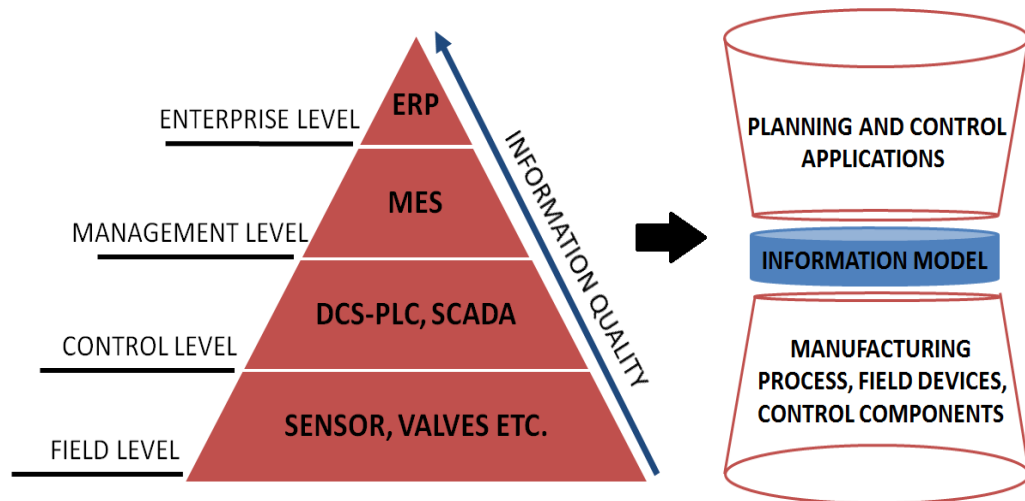 ENTERPRISE LEVEL
ERP
MANAGEMENT LEVEL
MES
CONTROL LEVEL
DCS-PLC, SCADA
FIELD LEVEL
SENSOR, VALVES ETC.
INFORMATION QUALITY
PLANNING AND CONTROL
APPLICATIONS
INFORMATION MODEL
MANUFACTURING
PROCESS, FIELD DEVICES,
CONTROL COMPONENTS